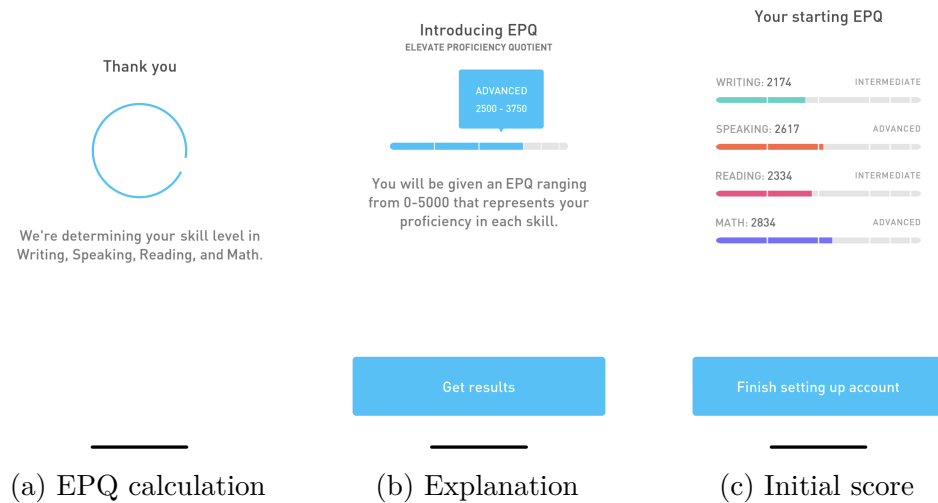 Thank you
We're determining your skill level in
Writing, Speaking, Reading, and Math.
(a) EPQ calculation
Introducing EPQ
ELEVATE PROFICIENCY QUOTIENT
ADVANCED
2500 - 3750
You will be given an EPQ ranging
from 0-5000 that represents your
proficiency in each skill.
Get results
(b) Explanation
Your starting EPQ
WRITING: 2174 INTERMEDIATE
SPEAKING: 2617 ADVANCED
READING: 2334 INTERMEDIATE
MATH: 2834 ADVANCED
Finish setting up account
(c) Initial score